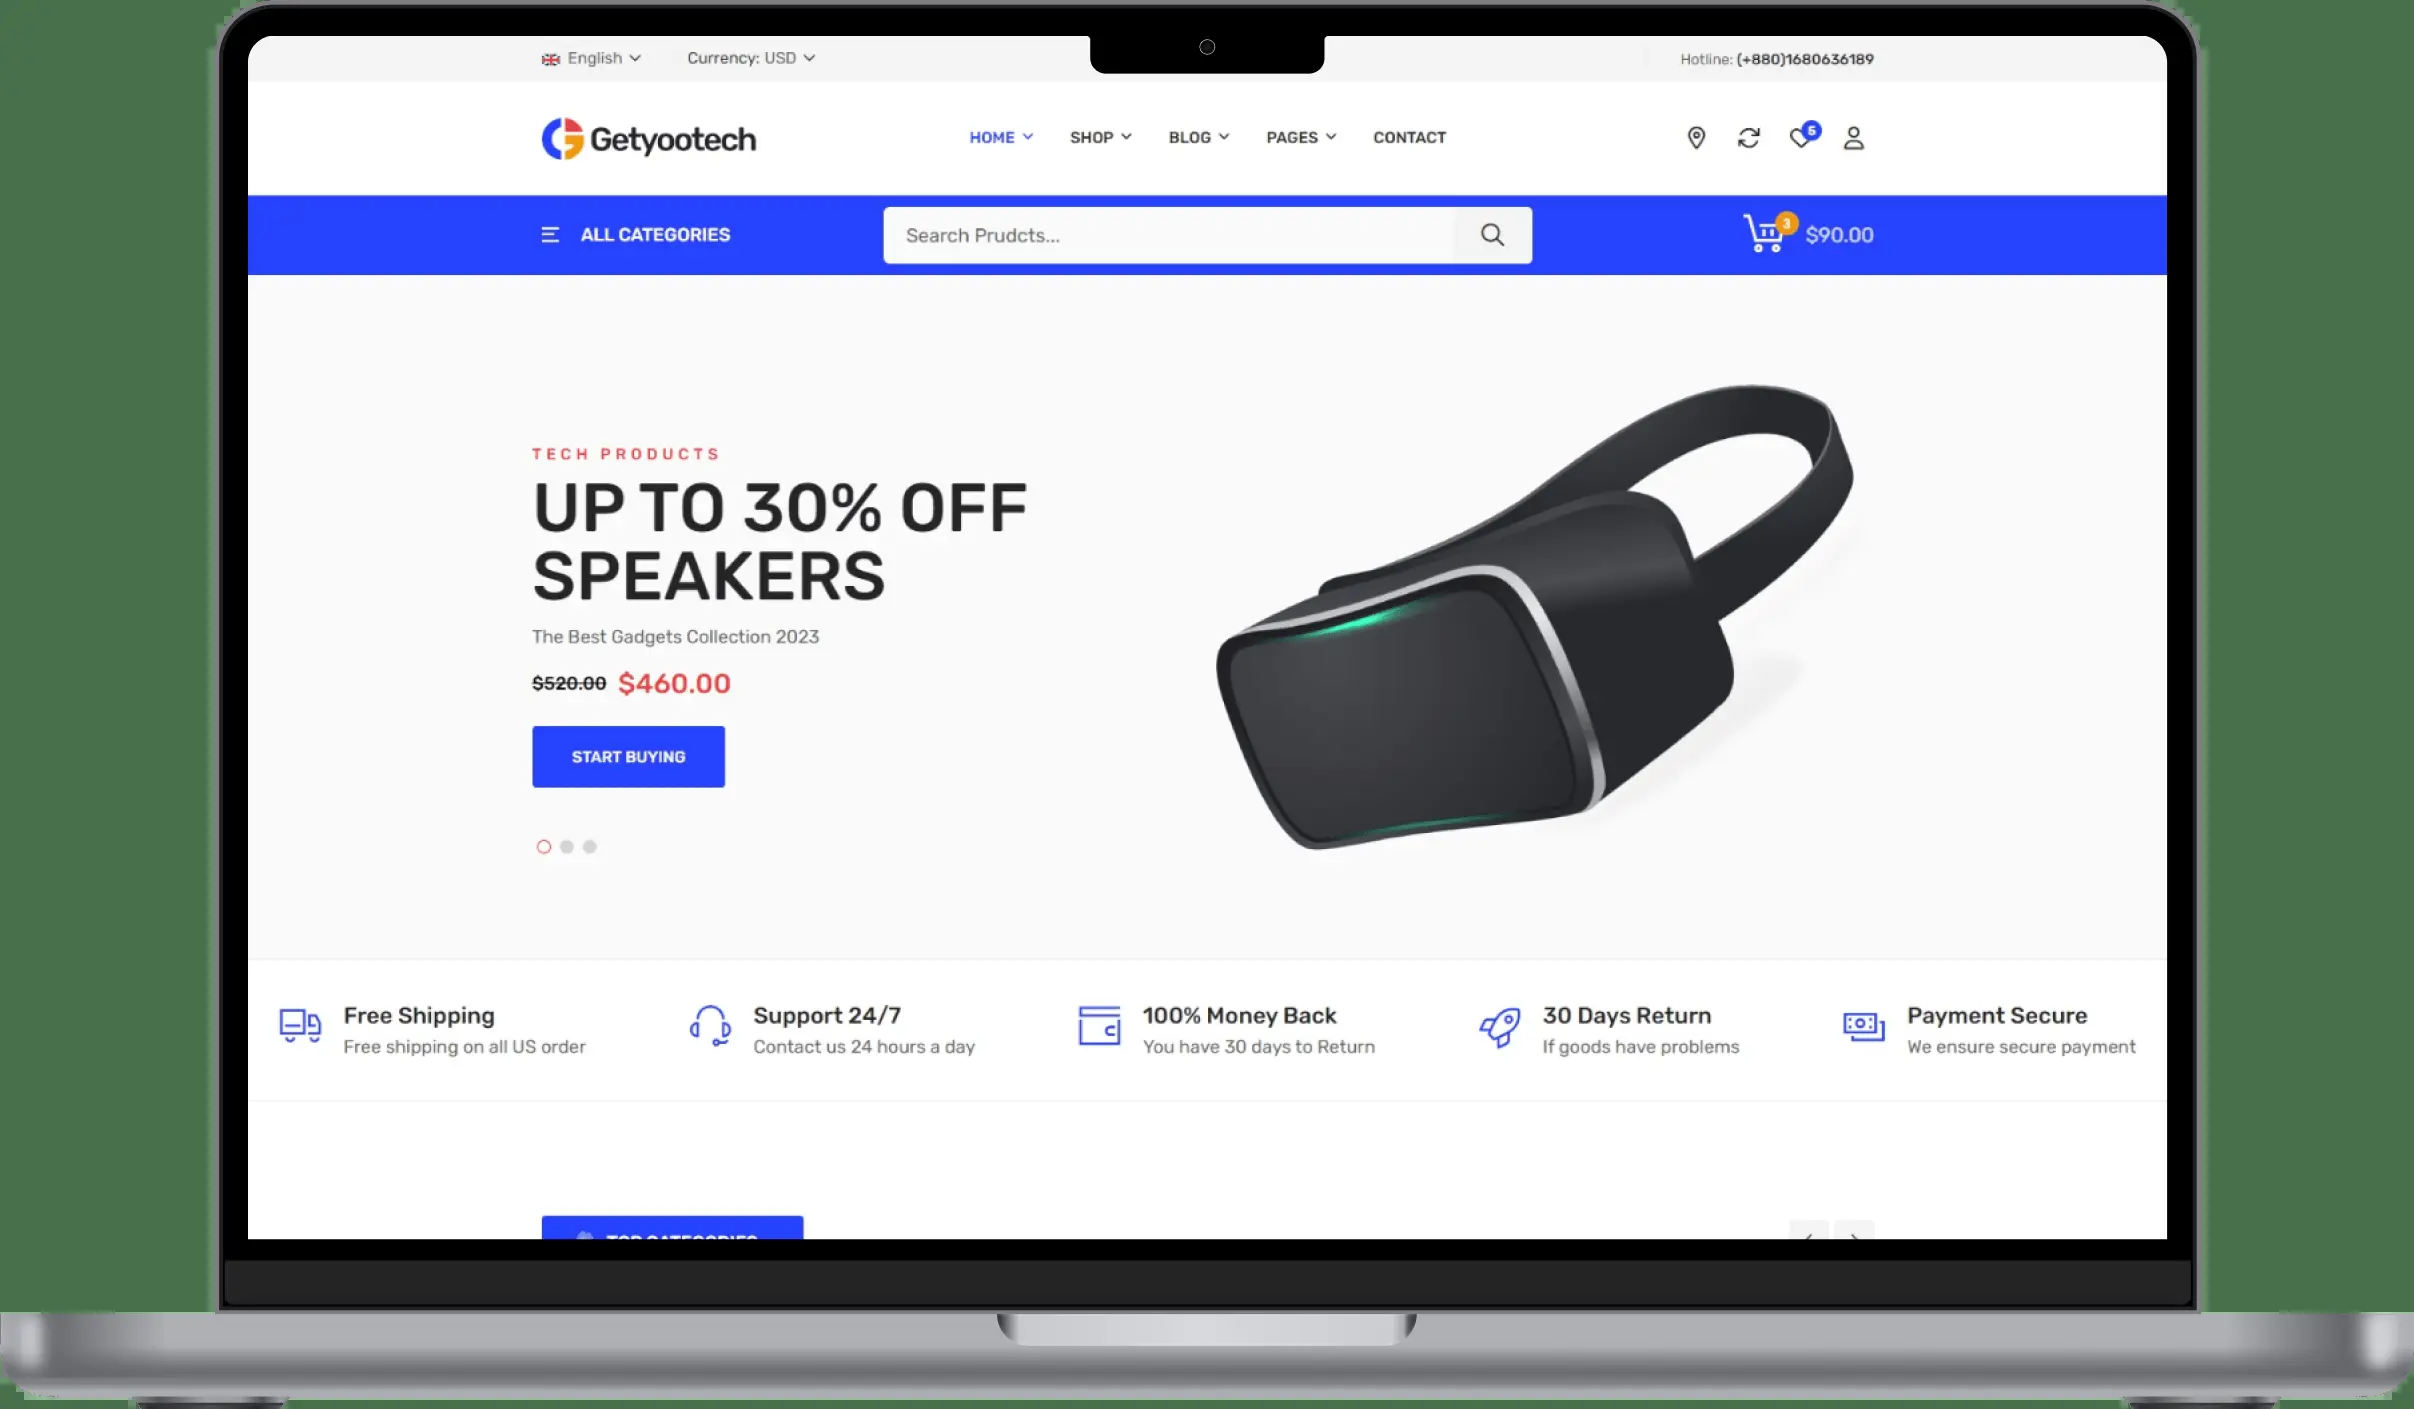 English
Currency: USD
Hotline: (+880)1680636189
Getyootech
HOME
SHOP
BLOG
PAGES
CONTACT
5
ALL CATEGORIES
Search Prudcts...
3
$90.00
TECH PRODUCTS
UP TO 30% OFF
SPEAKERS
The Best Gadgets Collection 2023
$520.00 $460.00
START BUYING
Free Shipping
Free shipping on all US order
Support 24/7
Contact us 24 hours a day
100% Money Back
You have 30 days to Return
30 Days Return
If goods have problems
Payment Secure
We ensure secure payment
TOP CATEGORIES